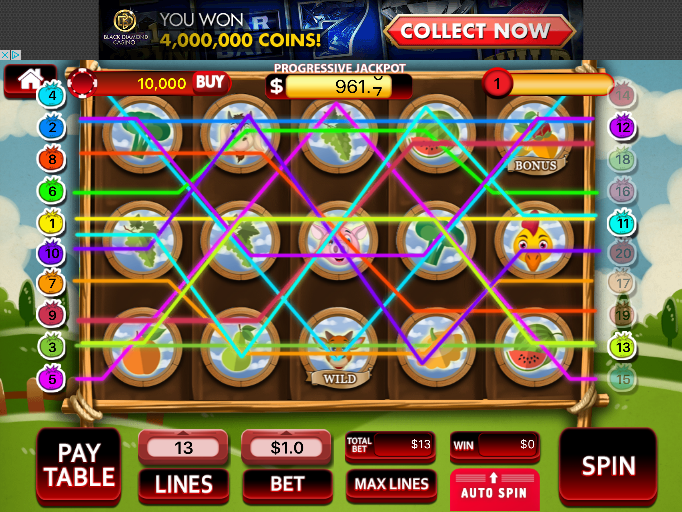 BLACK DIAMOND
CASINO
YOU WON
4,000,000 COINS!
COLLECT NOW
PROGRESSIVE JACKPOT
10,000 BUY
$
1
4
2
8
6
1
10
7
9
3
5
14
12
18
16
11
20
17
19
13
15
BONUS
WILD
PAY
TABLE
13
LINES
$1.0
BET
TOTAL
BET
$13
MAX LINES
WIN
$0
AUTO SPIN
SPIN